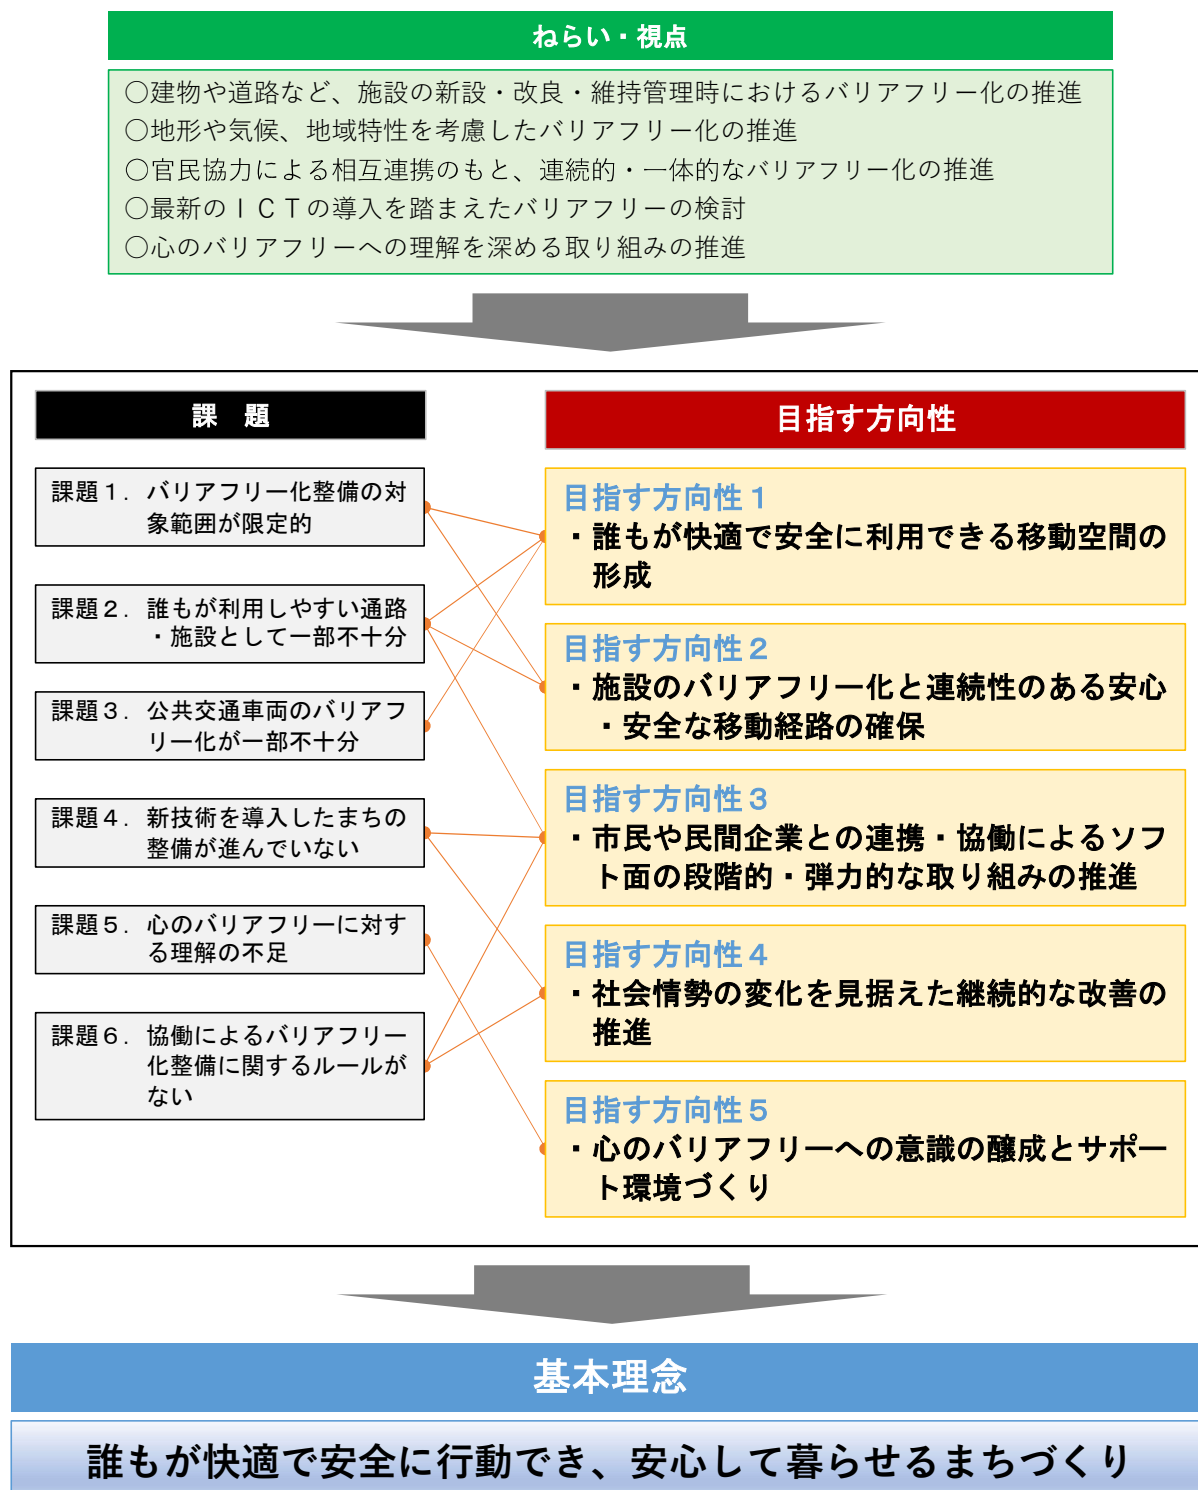 ねらい・視点
○建物や道路など、施設の新設・改良・維持管理時におけるバリアフリー化の推進
○地形や気候、地域特性を考慮したバリアフリー化の推進
○官民協力による相互連携のもと、連続的・一体的なバリアフリー化の推進
○最新のＩＣＴの導入を踏まえたバリアフリーの検討
○心のバリアフリーへの理解を深める取り組みの推進
課　題
課題１．バリアフリー化整備の対
象範囲が限定的
課題２．誰もが利用しやすい通路
・施設として一部不十分
課題３．公共交通車両のバリアフ
リー化が一部不十分
課題４．新技術を導入したまちの
整備が進んでいない
課題５．心のバリアフリーに対す
る理解の不足
課題６．協働によるバリアフリー
化整備に関するルールが
ない
目指す方向性
目指す方向性１
・誰もが快適で安全に利用できる移動空間の
形成
目指す方向性２
・施設のバリアフリー化と連続性のある安心
・安全な移動経路の確保
目指す方向性３
・市民や民間企業との連携・協働によるソフ
ト面の段階的・弾力的な取り組みの推進
目指す方向性４
・社会情勢の変化を見据えた継続的な改善の
推進
目指す方向性５
・心のバリアフリーへの意識の醸成とサポー
ト環境づくり
基本理念
誰もが快適で安全に行動でき、安心して暮らせるまちづくり